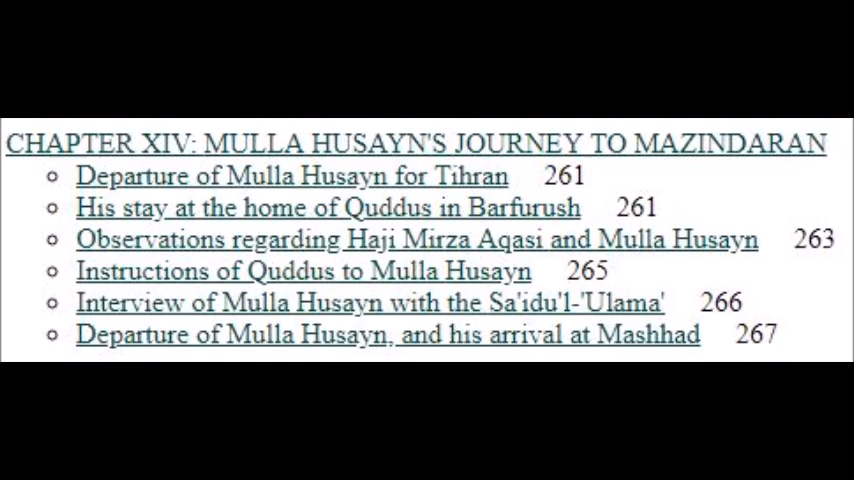 CHAPTER XIV: MULLA HUSAYN'S JOURNEY TO MAZINDARAN
Departure of Mulla Husayn for Tihran 261
His stay at the home of Quddus in Barfurush 261
Observations regarding Haji Mirza Aqasi and Mulla Husayn 263
Instructions of Quddus to Mulla Husayn 265
Interview of Mulla Husayn with the Sa'idu'l-'Ulama' 266
Departure of Mulla Husayn, and his arrival at Mashhad 267